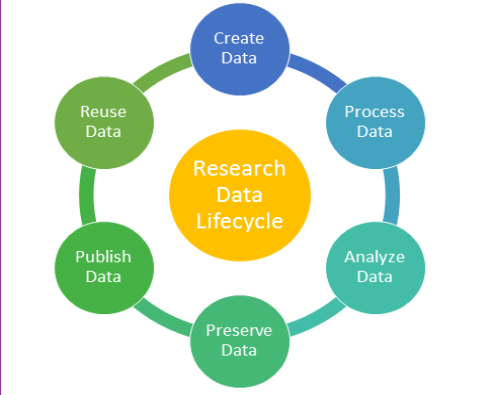 Create
Data
Process
Data
Analyze
Data
Preserve
Data
Publish
Data
Reuse
Data
Research
Data
Lifecycle